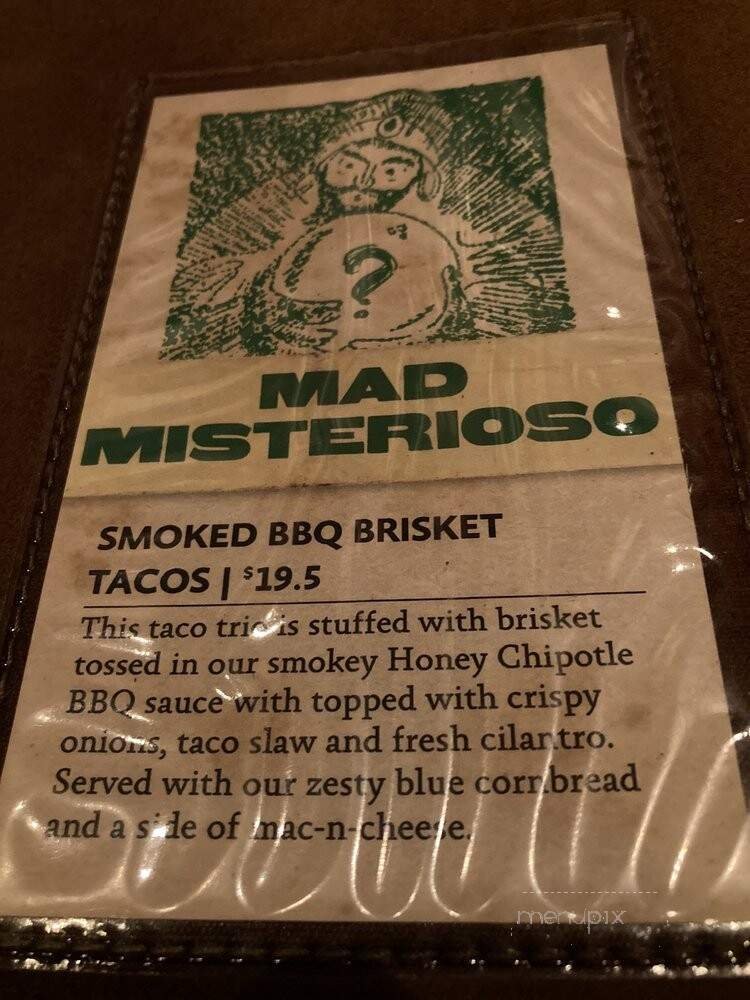 ?
MAD
MISTERIOSO
SMOKED BBQ BRISKET
TACOS | $19.5
This taco trio is stuffed with brisket
tossed in our smokey Honey Chipotle
BBQ sauce with topped with crispy
onions, taco slaw and fresh cilantro.
Served with our zesty blue cornbread
and a side of mac-n-cheese.
menupix